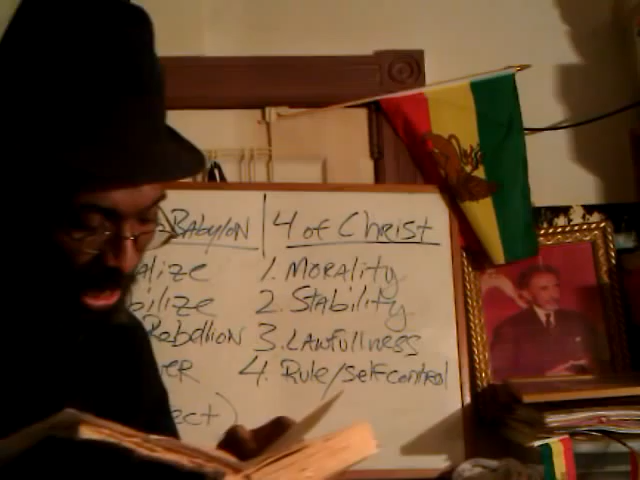 Babylon | 4 of Christ
alize 1. Morality
bilize 2. Stability
Rebellion 3. Lawfullness
er 4. Rule/Self control
ect)